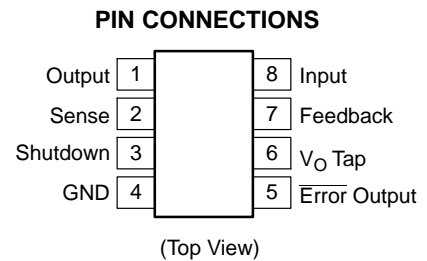 PIN CONNECTIONS
Output 1 8 Input
Sense 2 7 Feedback
Shutdown 3 6 VO Tap
GND 4 5 Error Output
(Top View)